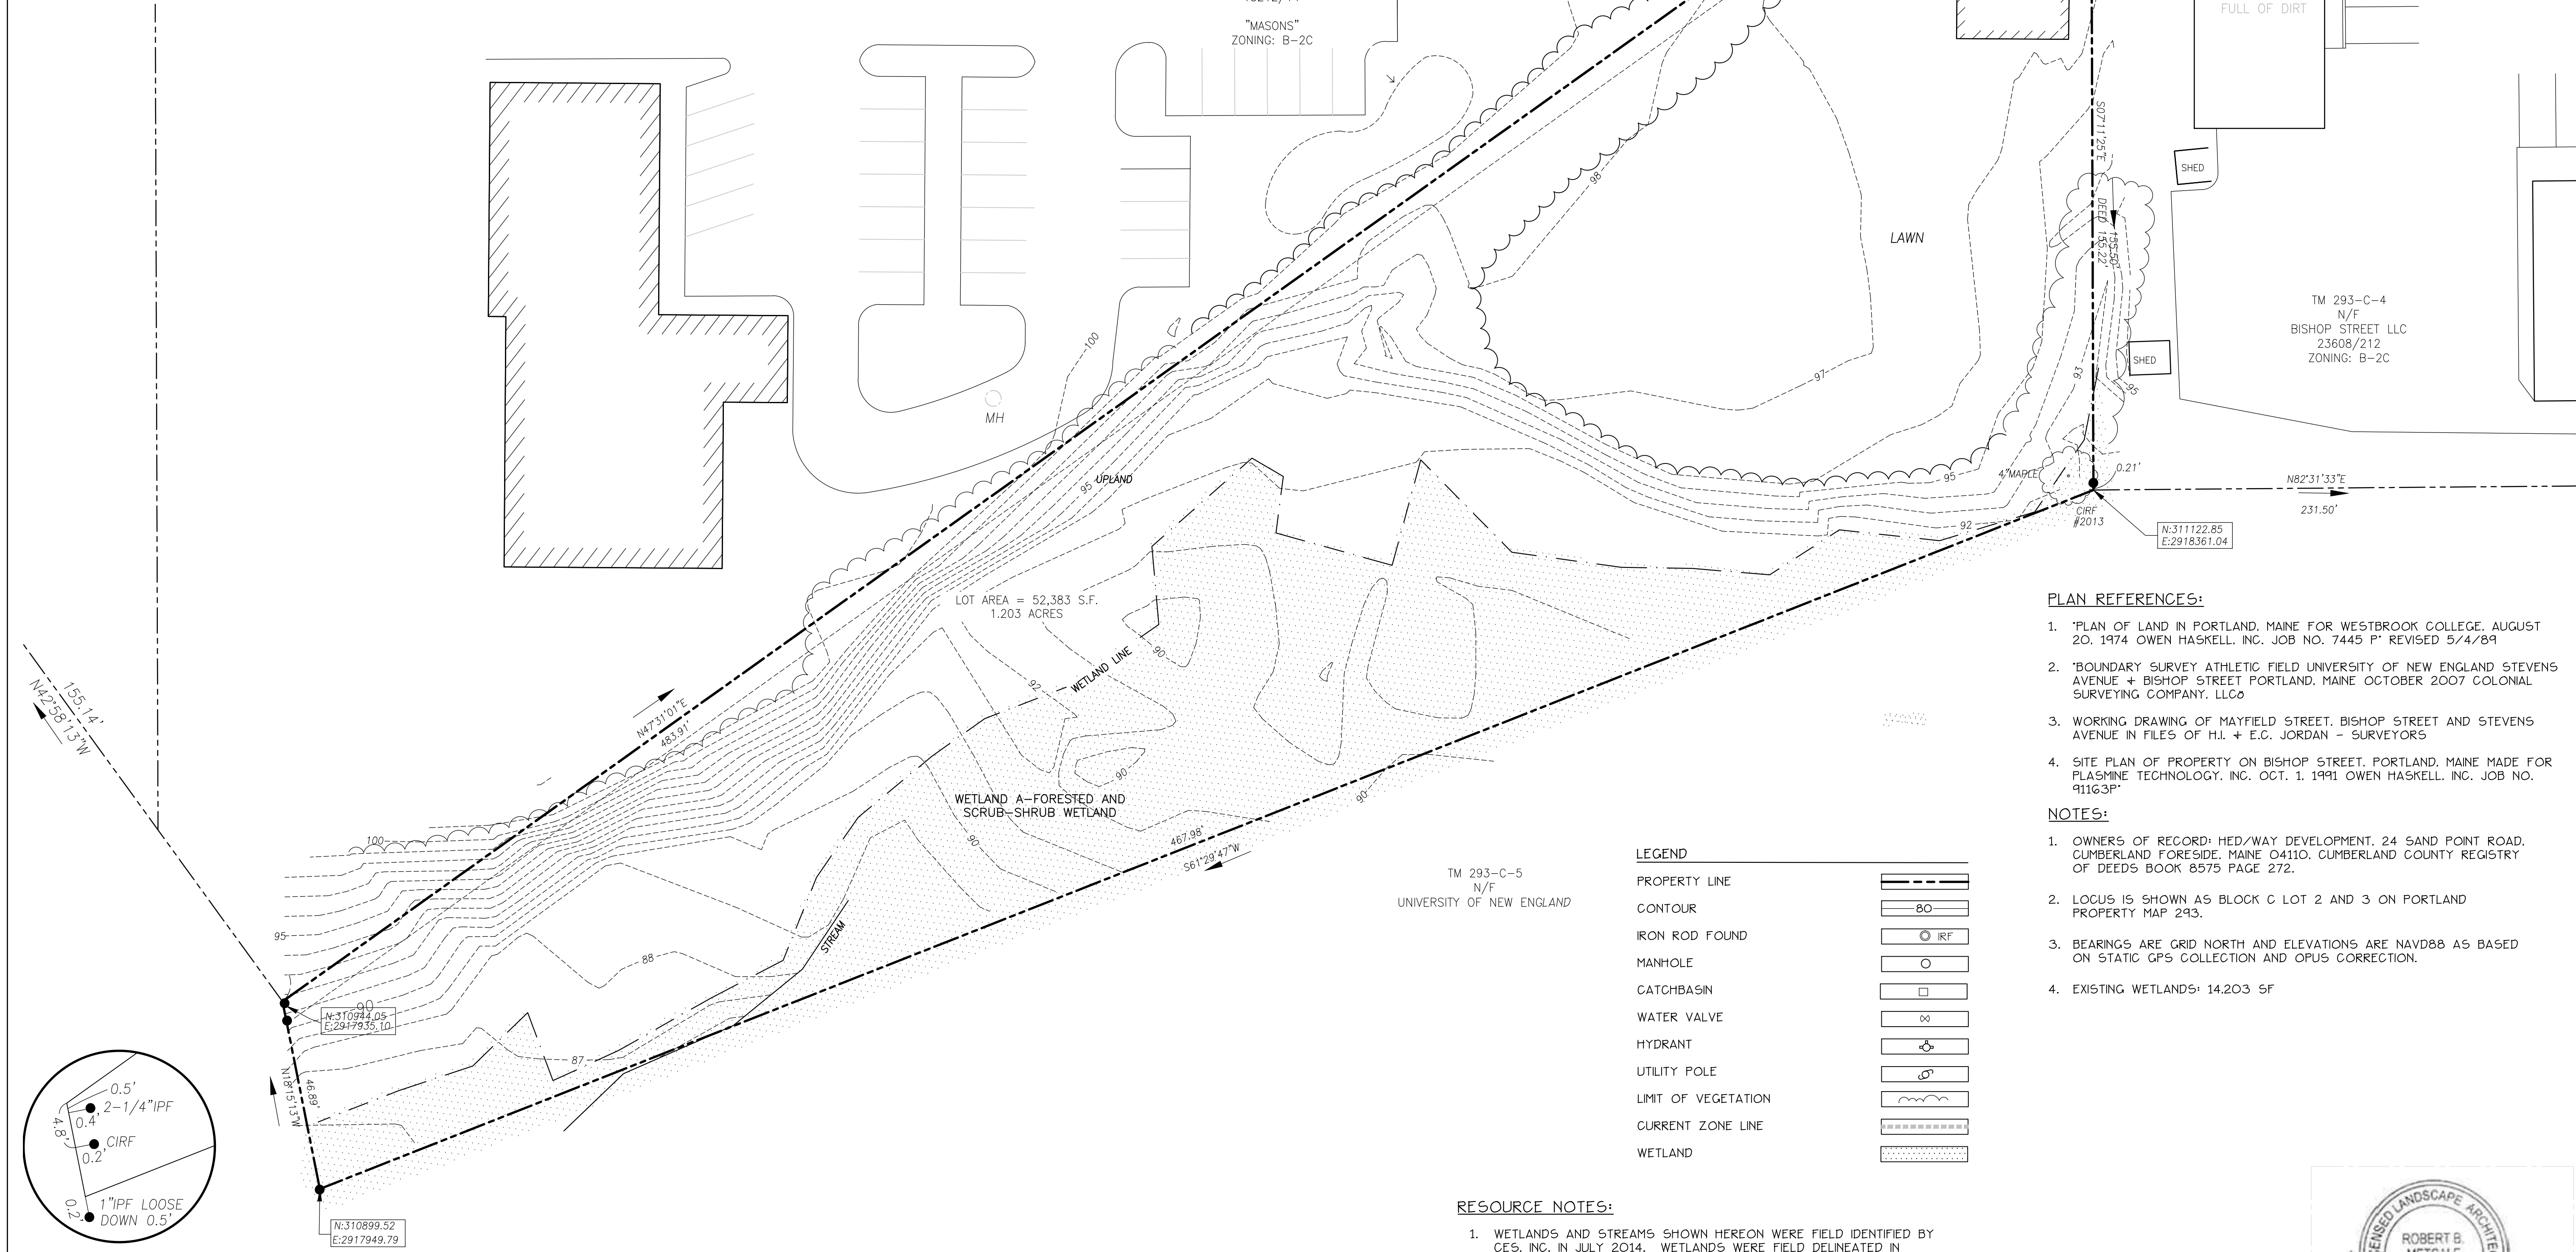 "MASONS"
ZONING: B-2C
FULL OF DIRT
S07°11'25"E
DEED 155.22'
155.50'
SHED
98
LAWN
TM 293-C-4
N/F
BISHOP STREET LLC
23608/212
ZONING: B-2C
100
SHED
93
97
95
MH
95
UPLAND
4"MAPLE
0.21'
95
N82°31'33"E
231.50'
CIRF
#2013
92
N:311122.85
E:2918361.04
LOT AREA = 52,383 S.F.
1.203 ACRES
90
WETLAND LINE
92
155.14'
N42°58'13"W
N47°31'01"E
483.91'
90
90
WETLAND A-FORESTED AND
SCRUB-SHRUB WETLAND
90
467.98'
S61°29'47"W
100
95
STREAM
88
TM 293-C-5
N/F
UNIVERSITY OF NEW ENGLAND
90
N:310944.05
E:2917935.10
87
N18°15'13"W
46.89'
0.5'
2-1/4"IPF
0.4'
4.8'
CIRF
0.2'
0.2'
1"IPF LOOSE
DOWN 0.5'
N:310899.52
E:2917949.79
LEGEND
PROPERTY LINE
CONTOUR
80
IRON ROD FOUND
IRF
MANHOLE
CATCHBASIN
WATER VALVE
HYDRANT
UTILITY POLE
LIMIT OF VEGETATION
CURRENT ZONE LINE
WETLAND
PLAN REFERENCES:
1. "PLAN OF LAND IN PORTLAND, MAINE FOR WESTBROOK COLLEGE, AUGUST
20, 1974 OWEN HASKELL, INC. JOB NO. 7445 P" REVISED 5/4/89
2. "BOUNDARY SURVEY ATHLETIC FIELD UNIVERSITY OF NEW ENGLAND STEVENS
AVENUE + BISHOP STREET PORTLAND, MAINE OCTOBER 2007 COLONIAL
SURVEYING COMPANY, LLC8
3. WORKING DRAWING OF MAYFIELD STREET, BISHOP STREET AND STEVENS
AVENUE IN FILES OF H.I. + E.C. JORDAN - SURVEYORS
4. SITE PLAN OF PROPERTY ON BISHOP STREET, PORTLAND, MAINE MADE FOR
PLASMINE TECHNOLOGY, INC. OCT. 1, 1991 OWEN HASKELL, INC. JOB NO.
91163P"
NOTES:
1. OWNERS OF RECORD: HED/WAY DEVELOPMENT, 24 SAND POINT ROAD,
CUMBERLAND FORESIDE, MAINE 04110. CUMBERLAND COUNTY REGISTRY
OF DEEDS BOOK 8575 PAGE 272.
2. LOCUS IS SHOWN AS BLOCK C LOT 2 AND 3 ON PORTLAND
PROPERTY MAP 293.
3. BEARINGS ARE GRID NORTH AND ELEVATIONS ARE NAVD88 AS BASED
ON STATIC GPS COLLECTION AND OPUS CORRECTION.
4. EXISTING WETLANDS: 14,203 SF
RESOURCE NOTES:
1. WETLANDS AND STREAMS SHOWN HEREON WERE FIELD IDENTIFIED BY
CES, INC. IN JULY 2014. WETLANDS WERE FIELD DELINEATED IN
LANDSCAPE
ROBERT B.